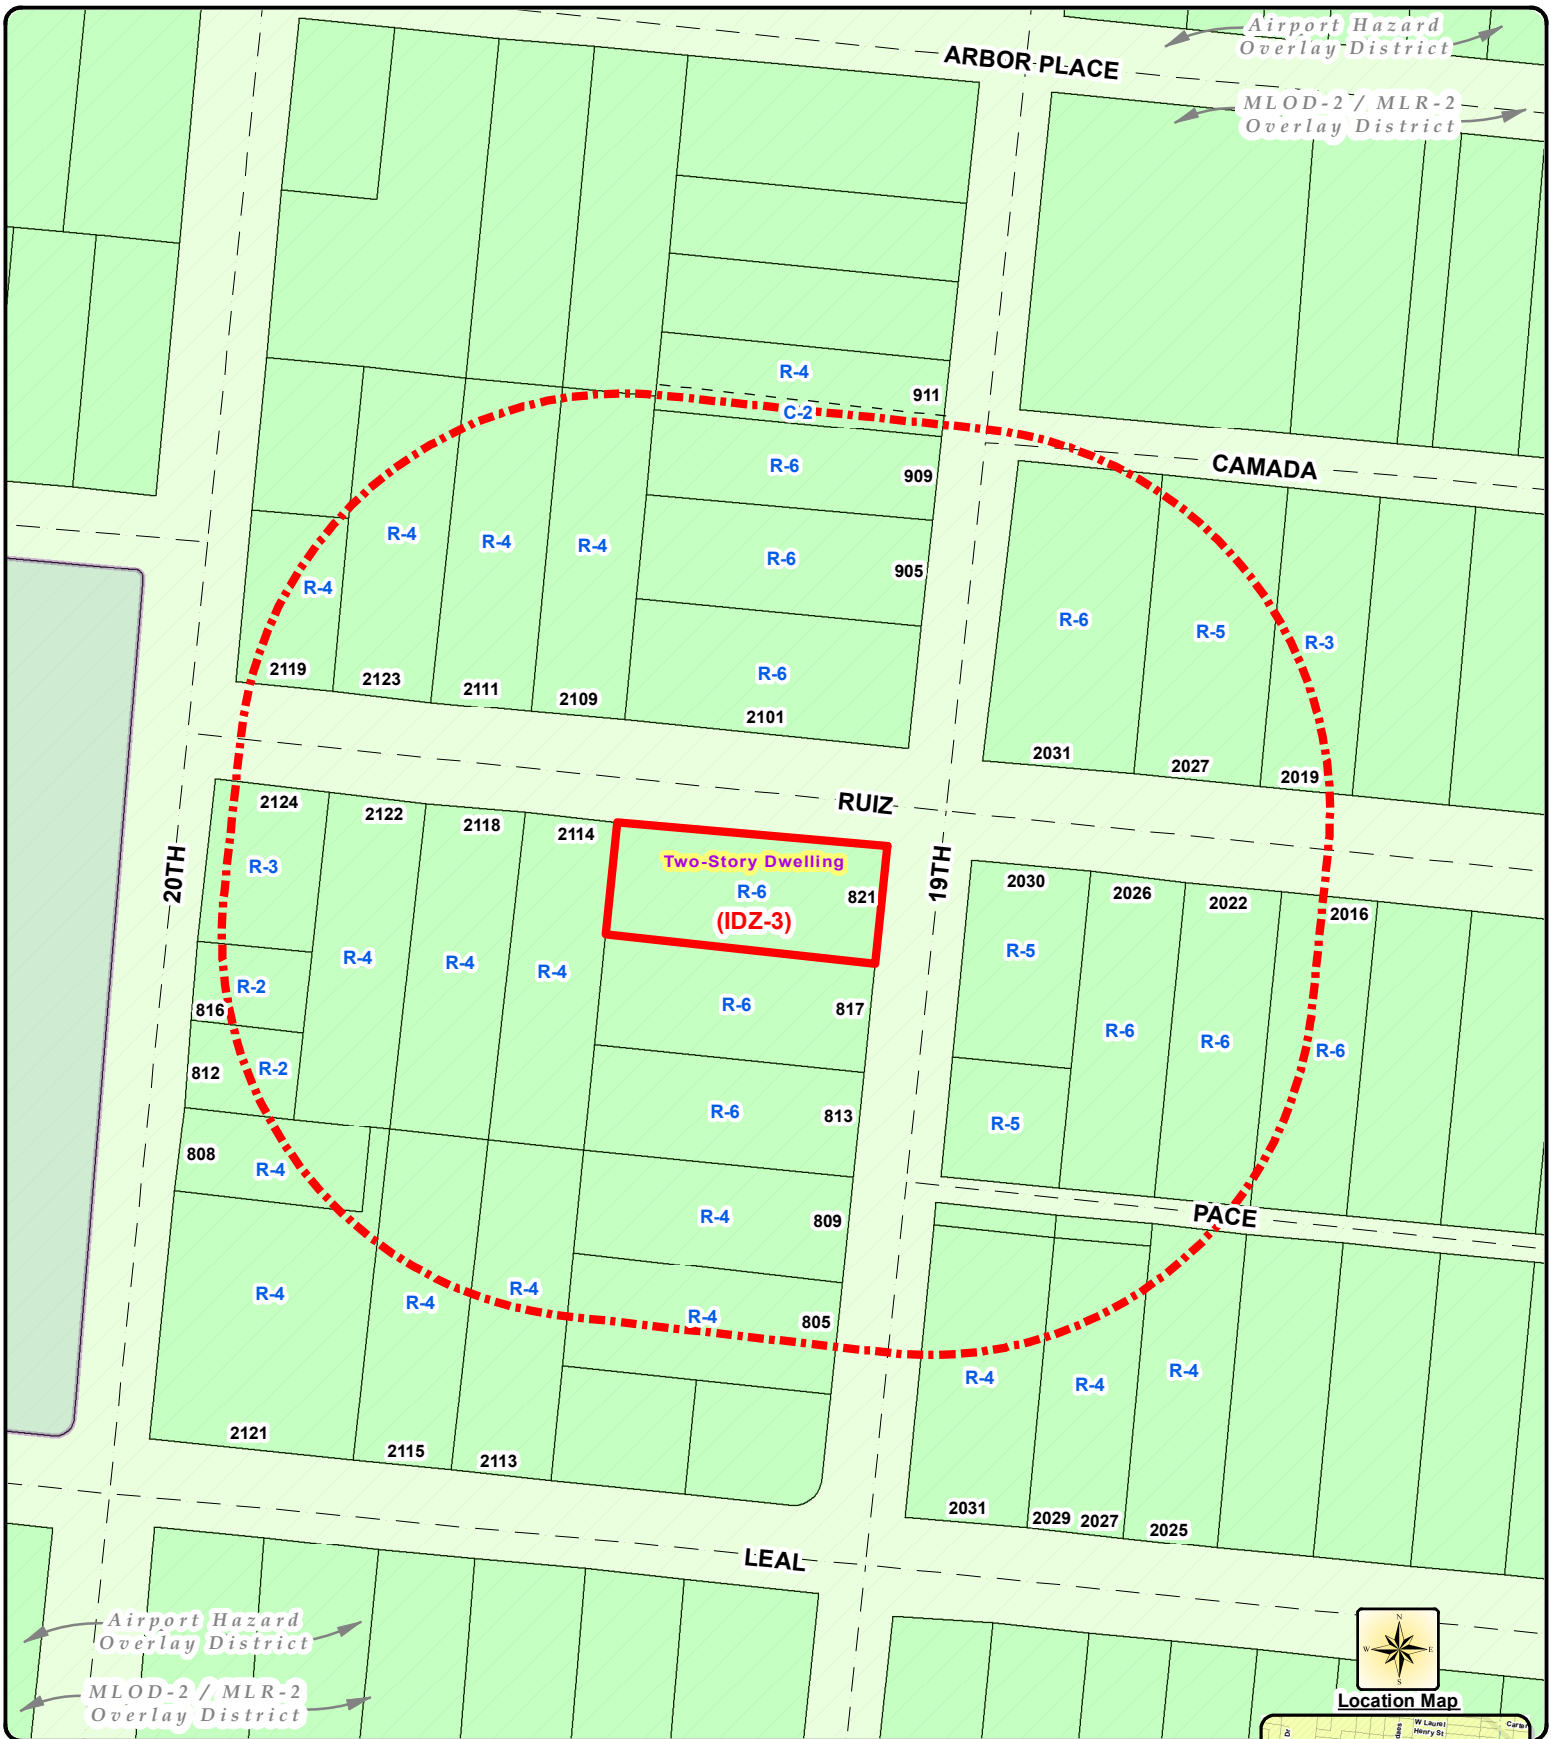 Airport Hazard
Overlay District
ARBOR PLACE
MLOD-2 / MLR-2
Overlay District
R-4
911
C-2
R-6
909
CAMADA
R-4
R-4
R-4
R-6
905
R-4
R-6
R-5
R-3
2119
2123
2111
2109
R-6
2101
2031
2027
2019
RUIZ
2124
2122
2118
2114
20TH
19TH
Two-Story Dwelling
R-6
821
(IDZ-3)
R-3
2030
2026
2022
2016
R-4
R-4
R-4
R-5
R-2
816
R-6
817
R-6
R-6
R-6
812
R-2
R-6
813
R-5
808
R-4
R-4
809
PACE
R-4
R-4
R-4
R-4
805
R-4
R-4
R-4
2121
2115
2113
2031
2029
2027
2025
LEAL
Airport Hazard
Overlay District
MLOD-2 / MLR-2
Overlay District
N
W
E
S
Location Map
W Laurel
Henry St
Dr